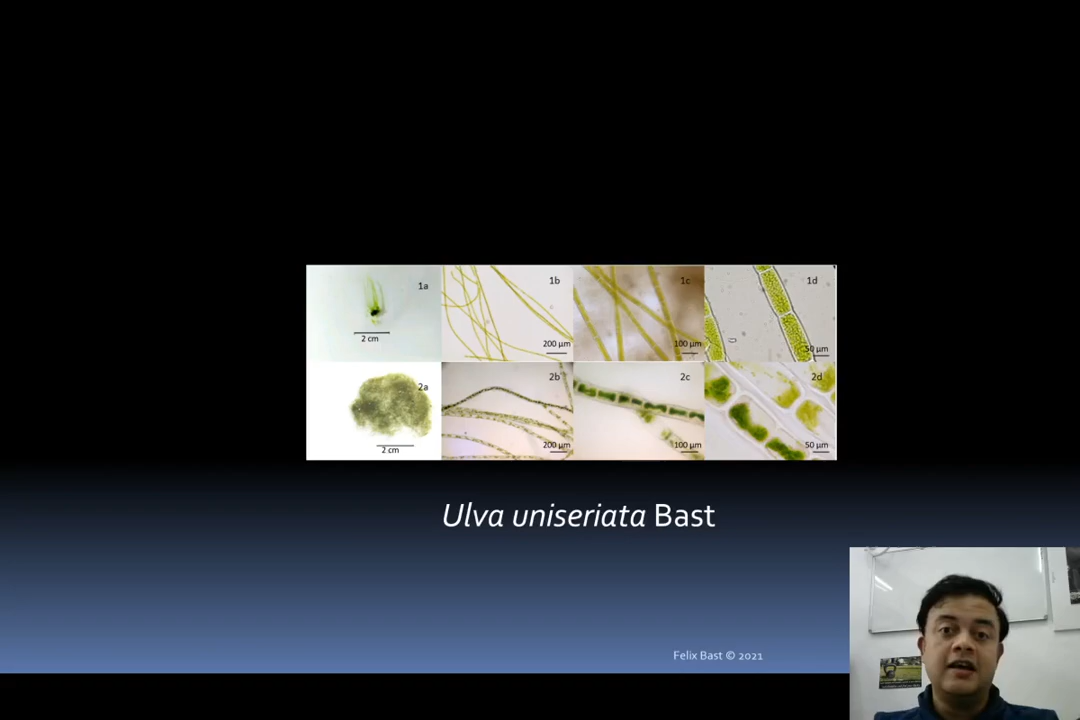 1a
1b
1c
1d
2 cm
200 µm
100 µm
50 µm
2a
2b
2c
2d
2 cm
200 µm
100 µm
50 µm
Ulva uniseriata Bast
Felix Bast © 2021